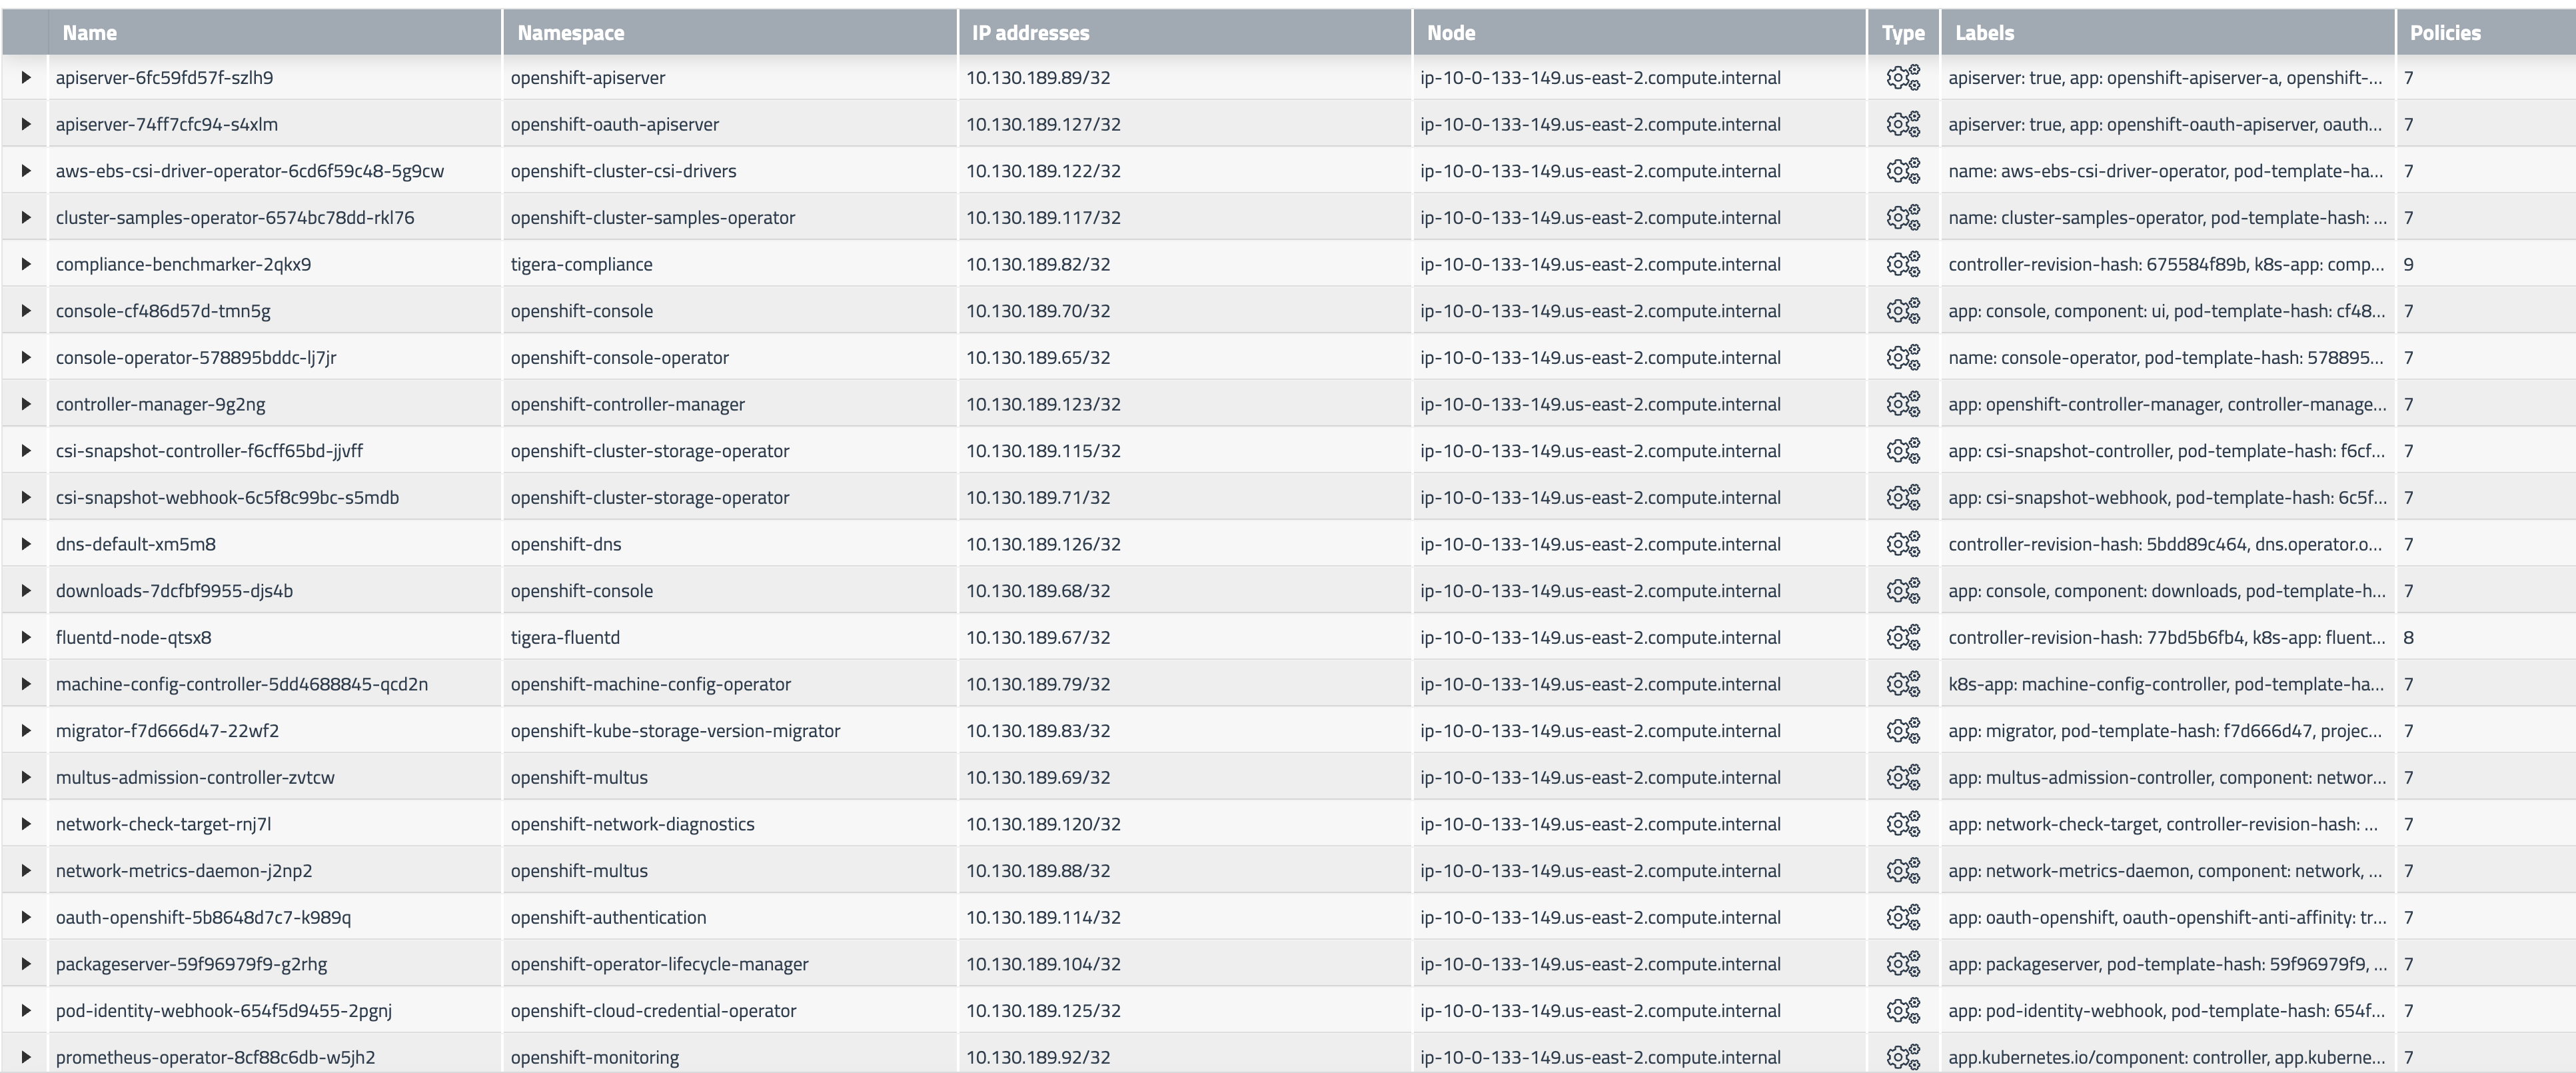 Name Namespace IP addresses Node Type Labels Policies
apiserver-6fc59fd57f-szlh9 openshift-apiserver 10.130.189.89/32 ip-10-0-133-149.us-east-2.compute.internal apiserver: true, app: openshift-apiserver-a, openshift-... 7
apiserver-74ff7cfc94-s4xlm openshift-oauth-apiserver 10.130.189.127/32 ip-10-0-133-149.us-east-2.compute.internal apiserver: true, app: openshift-oauth-apiserver, oauth... 7
aws-ebs-csi-driver-operator-6cd6f59c48-5g9cw openshift-cluster-csi-drivers 10.130.189.122/32 ip-10-0-133-149.us-east-2.compute.internal name: aws-ebs-csi-driver-operator, pod-template-ha... 7
cluster-samples-operator-6574bc78dd-rkl76 openshift-cluster-samples-operator 10.130.189.117/32 ip-10-0-133-149.us-east-2.compute.internal name: cluster-samples-operator, pod-template-hash: ... 7
compliance-benchmarker-2qkx9 tigera-compliance 10.130.189.82/32 ip-10-0-133-149.us-east-2.compute.internal controller-revision-hash: 675584f89b, k8s-app: comp... 9
console-cf486d57d-tmn5g openshift-console 10.130.189.70/32 ip-10-0-133-149.us-east-2.compute.internal app: console, component: ui, pod-template-hash: cf48... 7
console-operator-578895bddc-lj7jr openshift-console-operator 10.130.189.65/32 ip-10-0-133-149.us-east-2.compute.internal name: console-operator, pod-template-hash: 578895... 7
controller-manager-9g2ng openshift-controller-manager 10.130.189.123/32 ip-10-0-133-149.us-east-2.compute.internal app: openshift-controller-manager, controller-manage... 7
csi-snapshot-controller-f6cff65bd-jjvff openshift-cluster-storage-operator 10.130.189.115/32 ip-10-0-133-149.us-east-2.compute.internal app: csi-snapshot-controller, pod-template-hash: f6cf... 7
csi-snapshot-webhook-6c5f8c99bc-s5mdb openshift-cluster-storage-operator 10.130.189.71/32 ip-10-0-133-149.us-east-2.compute.internal app: csi-snapshot-webhook, pod-template-hash: 6c5f... 7
dns-default-xm5m8 openshift-dns 10.130.189.126/32 ip-10-0-133-149.us-east-2.compute.internal controller-revision-hash: 5bdd89c464, dns.operator.o... 7
downloads-7dcfbf9955-djs4b openshift-console 10.130.189.68/32 ip-10-0-133-149.us-east-2.compute.internal app: console, component: downloads, pod-template-h... 7
fluentd-node-qtsx8 tigera-fluentd 10.130.189.67/32 ip-10-0-133-149.us-east-2.compute.internal controller-revision-hash: 77bd5b6fb4, k8s-app: fluent... 8
machine-config-controller-5dd4688845-qcd2n openshift-machine-config-operator 10.130.189.79/32 ip-10-0-133-149.us-east-2.compute.internal k8s-app: machine-config-controller, pod-template-ha... 7
migrator-f7d666d47-22wf2 openshift-kube-storage-version-migrator 10.130.189.83/32 ip-10-0-133-149.us-east-2.compute.internal app: migrator, pod-template-hash: f7d666d47, projec... 7
multus-admission-controller-zvtcw openshift-multus 10.130.189.69/32 ip-10-0-133-149.us-east-2.compute.internal app: multus-admission-controller, component: networ... 7
network-check-target-rnj7l openshift-network-diagnostics 10.130.189.120/32 ip-10-0-133-149.us-east-2.compute.internal app: network-check-target, controller-revision-hash: ... 7
network-metrics-daemon-j2np2 openshift-multus 10.130.189.88/32 ip-10-0-133-149.us-east-2.compute.internal app: network-metrics-daemon, component: network, ... 7
oauth-openshift-5b8648d7c7-k989q openshift-authentication 10.130.189.114/32 ip-10-0-133-149.us-east-2.compute.internal app: oauth-openshift, oauth-openshift-anti-affinity: tr... 7
packageserver-59f96979f9-g2rhg openshift-operator-lifecycle-manager 10.130.189.104/32 ip-10-0-133-149.us-east-2.compute.internal app: packageserver, pod-template-hash: 59f96979f9, ... 7
pod-identity-webhook-654f5d9455-2pgnj openshift-cloud-credential-operator 10.130.189.125/32 ip-10-0-133-149.us-east-2.compute.internal app: pod-identity-webhook, pod-template-hash: 654f... 7
prometheus-operator-8cf88c6db-w5jh2 openshift-monitoring 10.130.189.92/32 ip-10-0-133-149.us-east-2.compute.internal app.kubernetes.io/component: controller, app.kuberne... 7